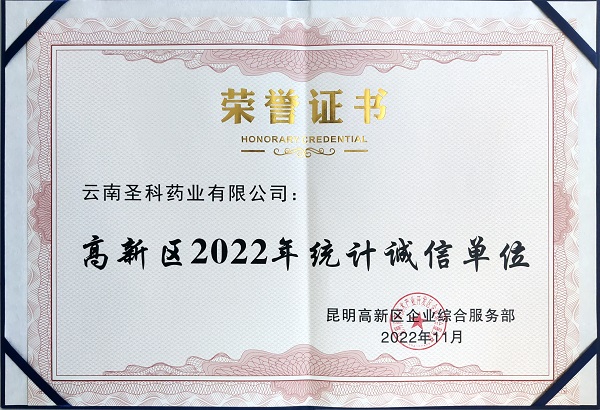 荣誉证书
HONORARY CREDENTIAL
云南圣科药业有限公司：
高新区2022年统计诚信单位
昆明高新区企业综合服务部
2022年11月